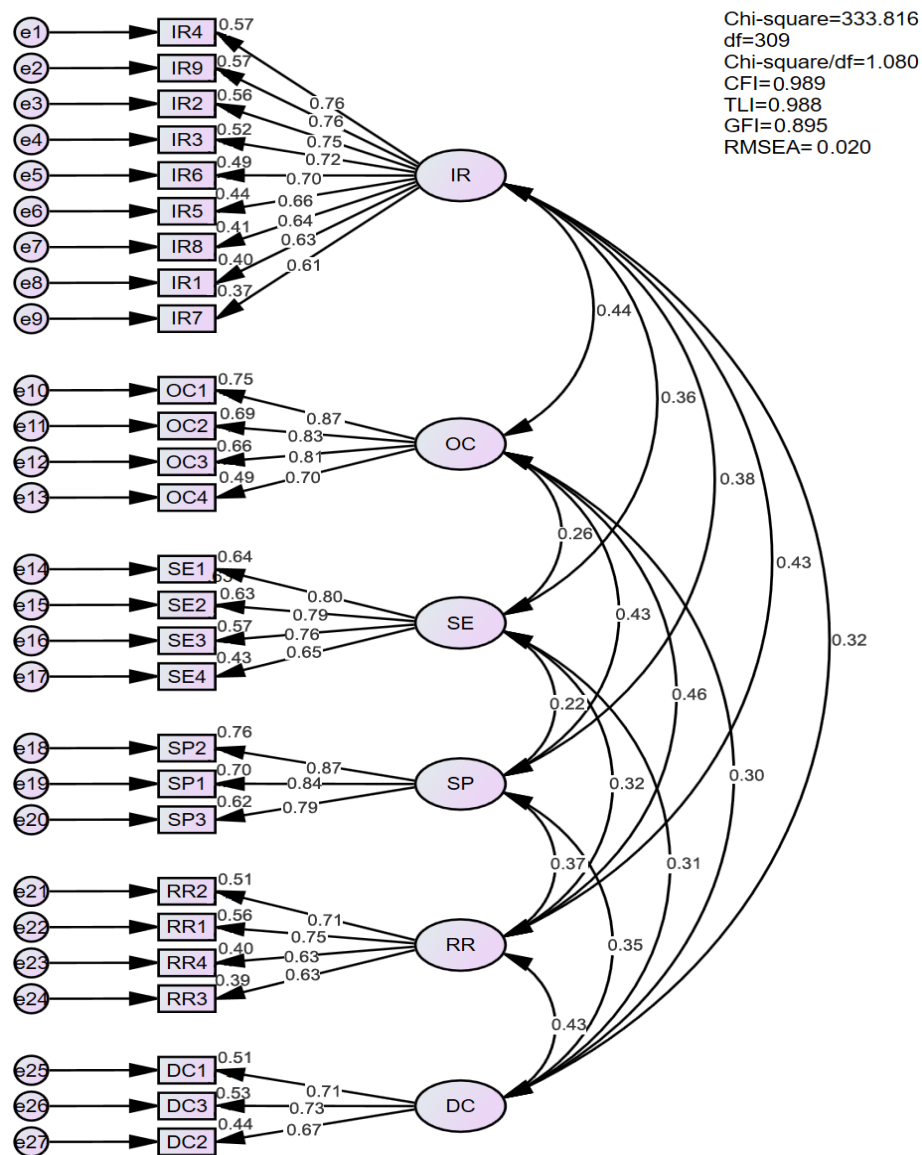 Chi-square=333.816
df=309
Chi-square/df=1.080
CFI=0.989
TLI=0.988
GFI=0.895
RMSEA= 0.020
e1 IR4 0.57 0.76
e2 IR9 0.57 0.76
e3 IR2 0.56 0.75
e4 IR3 0.52 0.72
e5 IR6 0.49 0.70
e6 IR5 0.44 0.66
e7 IR8 0.41 0.64
e8 IR1 0.40 0.63
e9 IR7 0.37 0.61
IR
0.44
0.36
0.38
0.43
0.32
e10 OC1 0.75 0.87
e11 OC2 0.69 0.83
e12 OC3 0.66 0.81
e13 OC4 0.49 0.70
OC
0.26
0.43
0.46
0.30
e14 SE1 0.64 0.80
e15 SE2 0.63 0.79
e16 SE3 0.57 0.76
e17 SE4 0.43 0.65
SE
0.22
0.32
0.31
e18 SP2 0.76 0.87
e19 SP1 0.70 0.84
e20 SP3 0.62 0.79
SP
0.37
0.35
e21 RR2 0.51 0.71
e22 RR1 0.56 0.75
e23 RR4 0.40 0.63
e24 RR3 0.39 0.63
RR
0.43
e25 DC1 0.51 0.71
e26 DC3 0.53 0.73
e27 DC2 0.44 0.67
DC